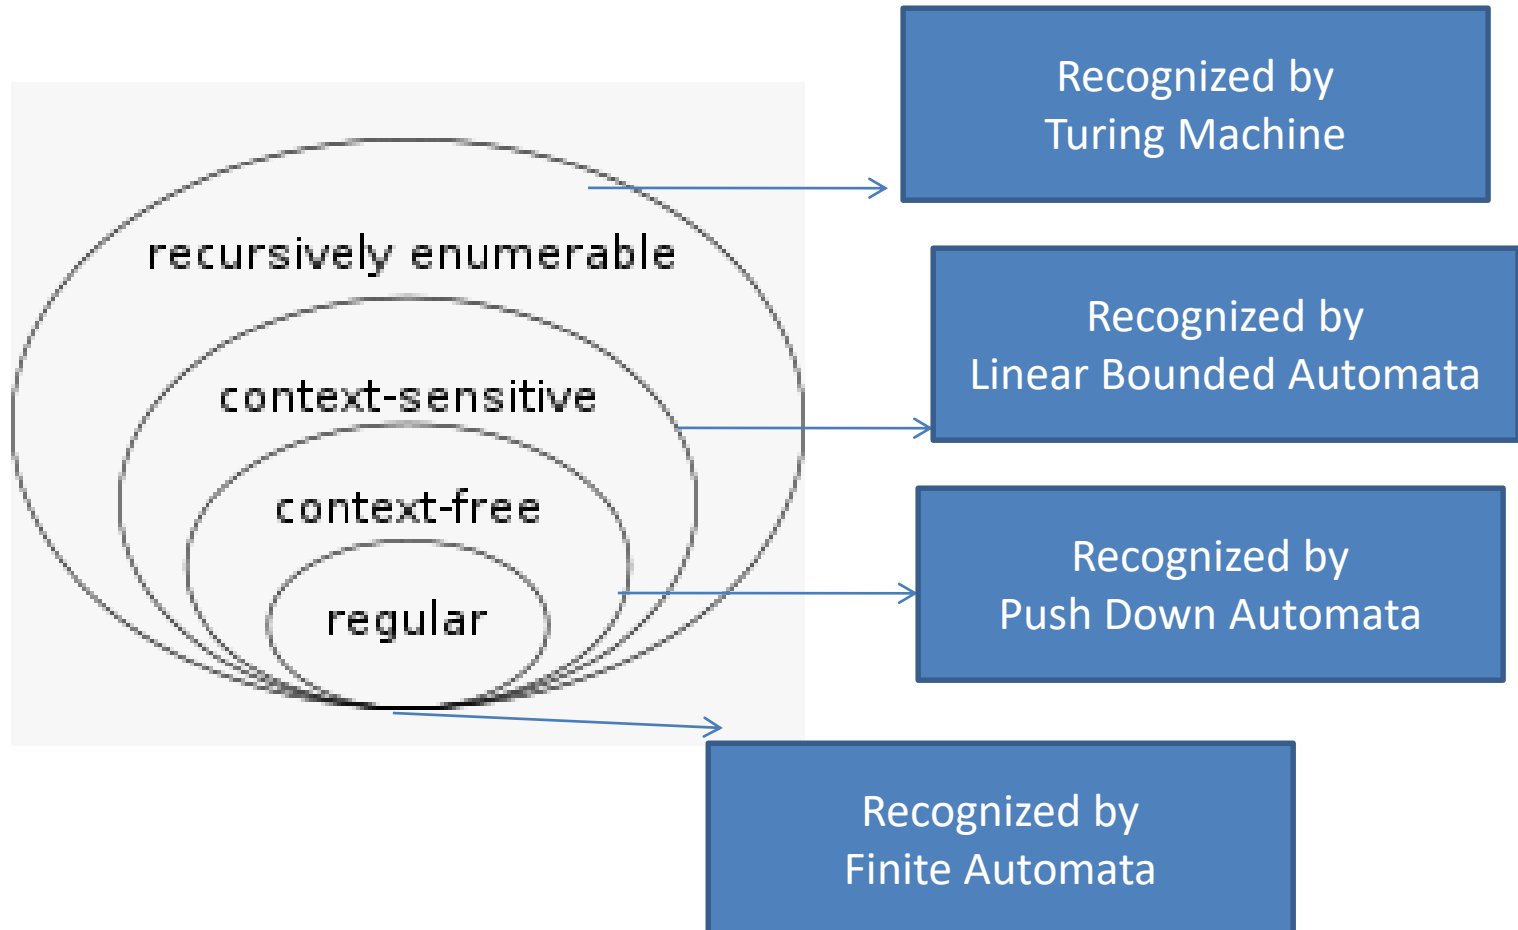 Recognized by
Turing Machine
recursively enumerable
Recognized by
Linear Bounded Automata
context-sensitive
context-free
Recognized by
Push Down Automata
regular
Recognized by
Finite Automata